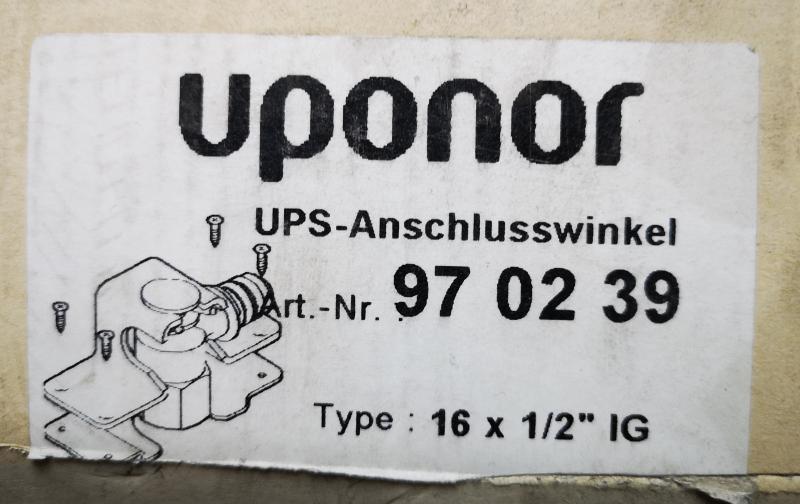 uponor
UPS-Anschlusswinkel
Art.-Nr. : 97 02 39
Type : 16 x 1/2" IG